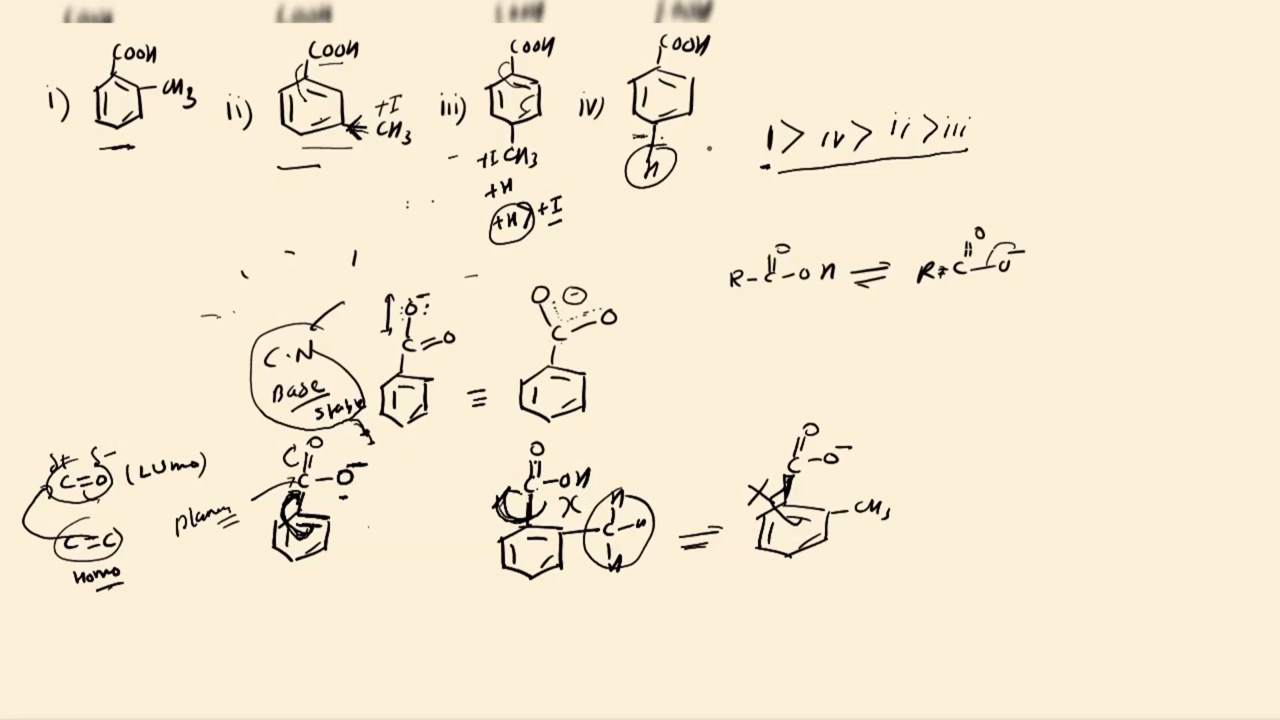 i) COOH CH3
ii) COOH +I CH3
iii) COOH +I CH3
+H
+H) +I
iv) COOH H
I > iv > ii > iii
R-C-OH ⇌ R-C-O⁻
O O
C.N
Base
stable
O⁻
C=O
≡
O ⊖
C O
δ+ δ-
C=O (LUMO)
C=C
Homo
planar
O
C-O⁻
O
C-OH
X
H
C-H
H
⇌
O
C-O⁻
X
CH3